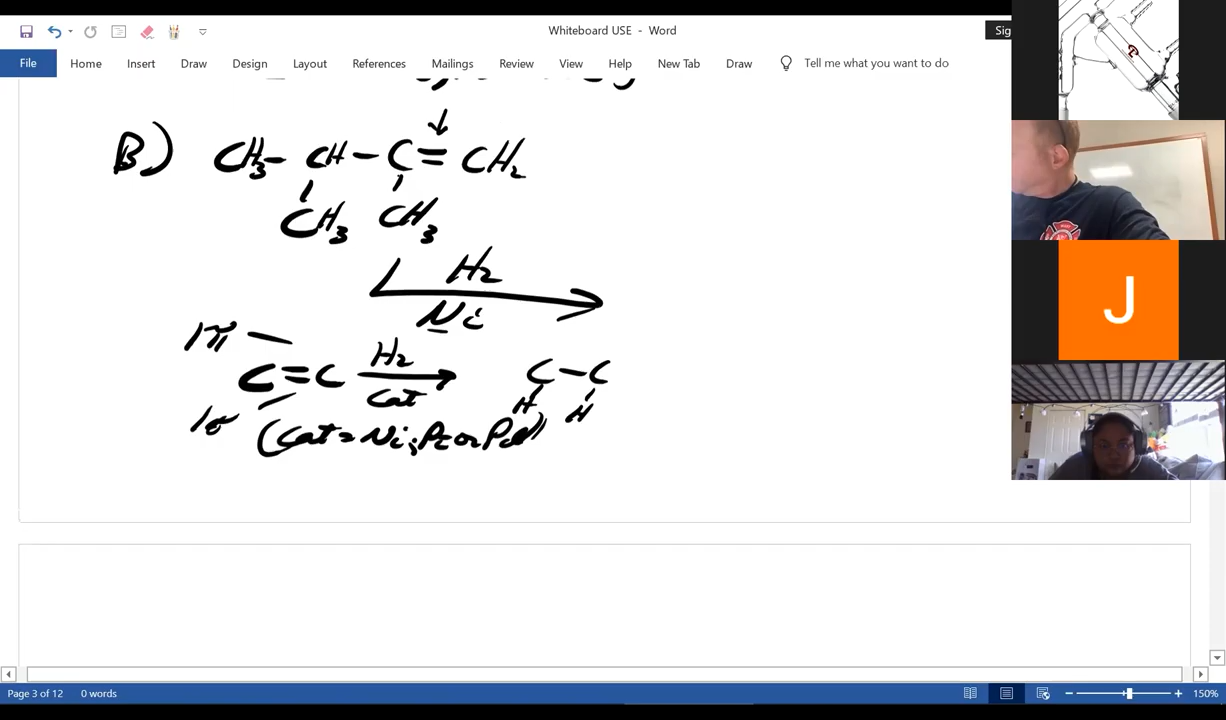 Whiteboard USE - Word
File Home Insert Draw Design Layout References Mailings Review View Help New Tab Draw Tell me what you want to do
B) CH3- CH - C = CH2
CH3 CH3
H2
Ni
1π
H2
C=C C-C
Cat H H
1σ
(Cat = Ni, Pt or Pd)
J
Page 3 of 12 0 words 150%